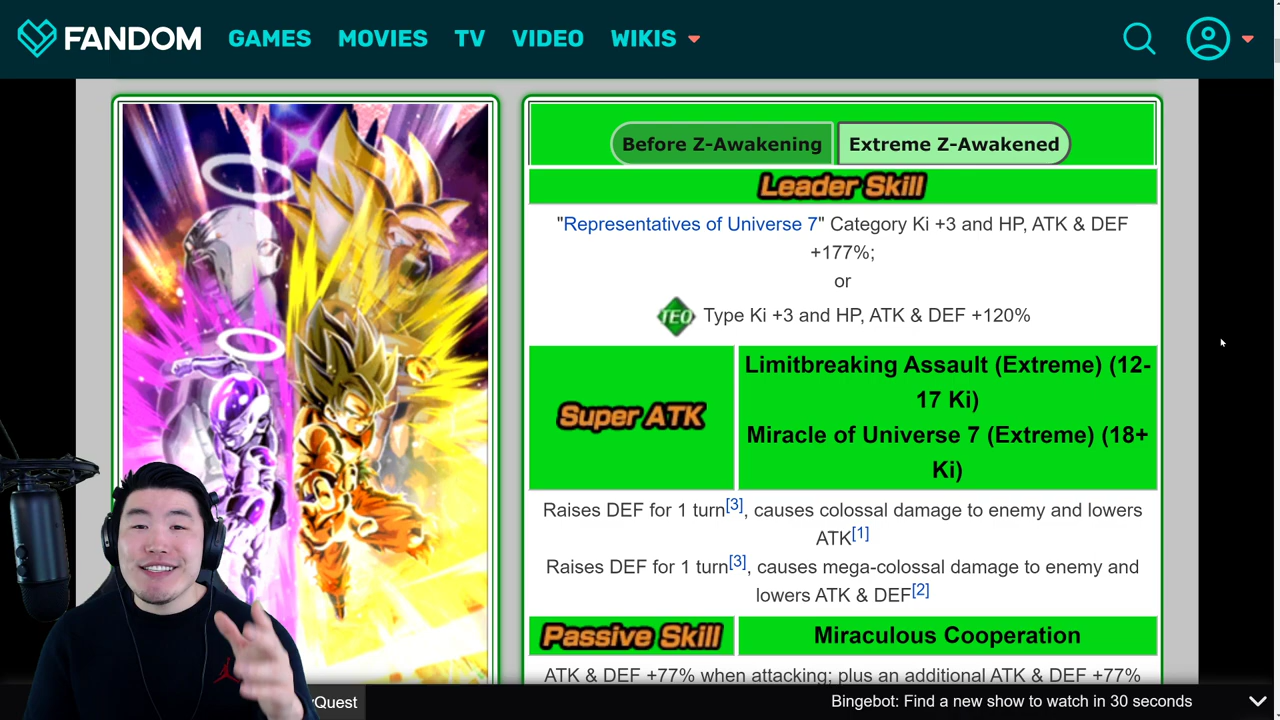 FANDOM GAMES MOVIES TV VIDEO WIKIS
Before Z-Awakening Extreme Z-Awakened
Leader Skill
"Representatives of Universe 7" Category Ki +3 and HP, ATK & DEF
+177%;
or
TEQ Type Ki +3 and HP, ATK & DEF +120%
Super ATK
Limitbreaking Assault (Extreme) (12-
17 Ki)
Miracle of Universe 7 (Extreme) (18+
Ki)
Raises DEF for 1 turn[3], causes colossal damage to enemy and lowers
ATK[1]
Raises DEF for 1 turn[3], causes mega-colossal damage to enemy and
lowers ATK & DEF[2]
Passive Skill Miraculous Cooperation
ATK & DEF +77% when attacking; plus an additional ATK & DEF +77%
Bingebot: Find a new show to watch in 30 seconds